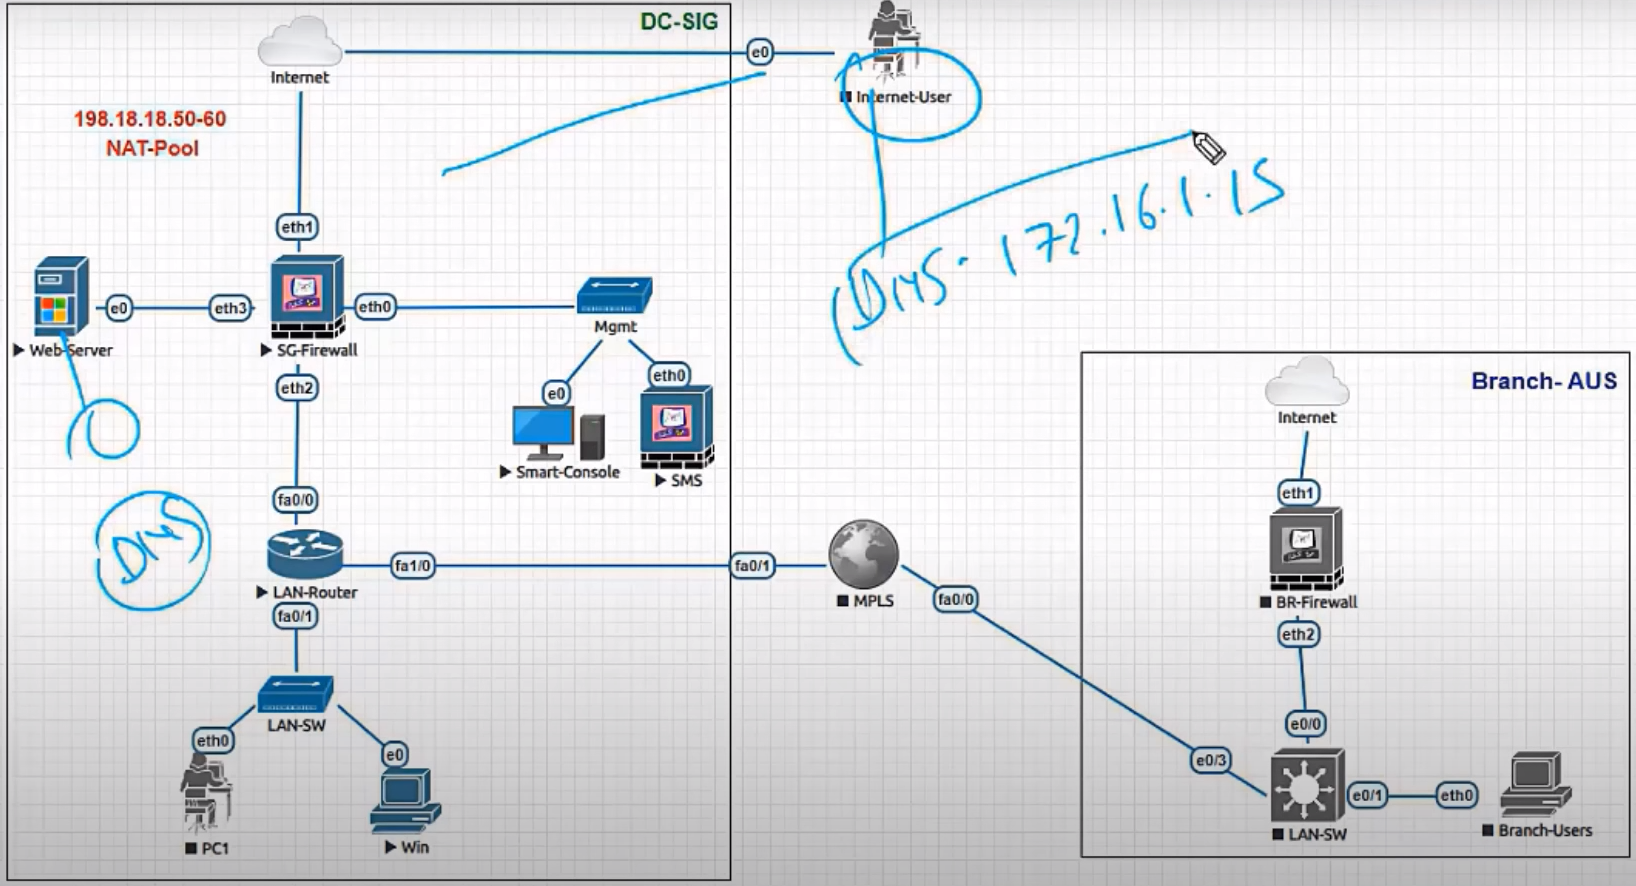 DC-SIG
Internet
e0
Internet-User
198.18.18.50-60
NAT-Pool
eth1
172.16.1.15
e0
eth3
eth0
Mgmt
Web-Server
SG-Firewall
eth2
e0
eth0
Smart-Console
SMS
Branch- AUS
Internet
eth1
fa0/0
LAN-Router
fa1/0
fa0/1
MPLS
fa0/0
BR-Firewall
fa0/1
eth2
LAN-SW
e0/0
eth0
e0
e0/3
e0/1
eth0
LAN-SW
Branch-Users
PC1
Win